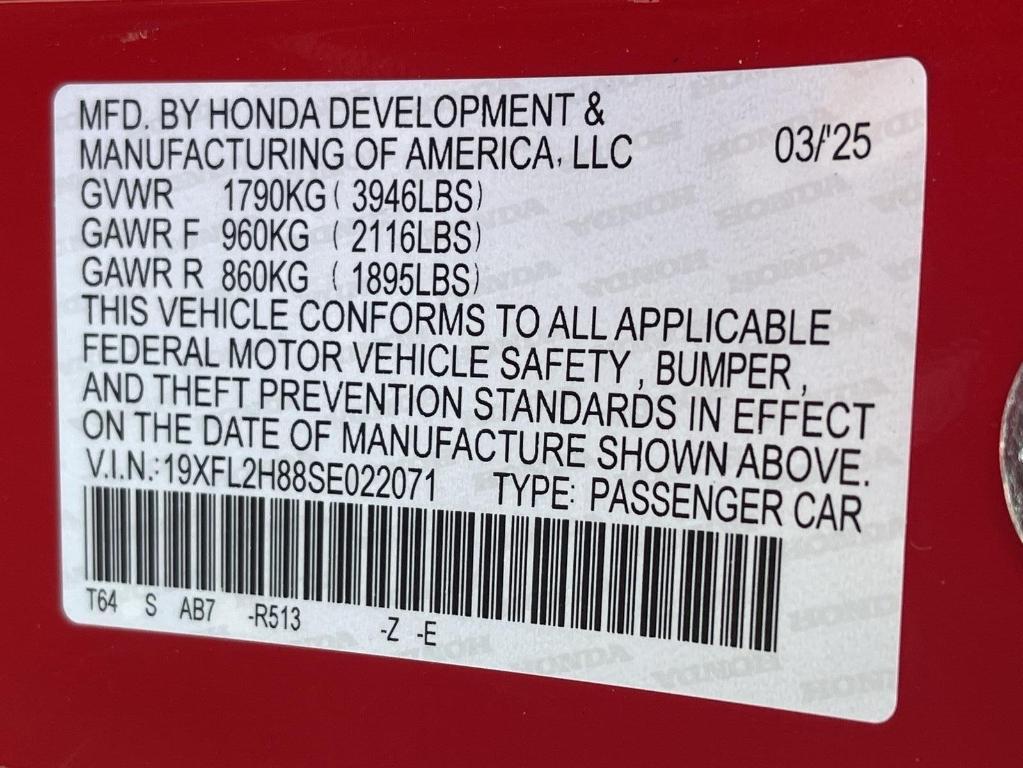 MFD. BY HONDA DEVELOPMENT &
MANUFACTURING OF AMERICA, LLC 03/'25
GVWR 1790KG ( 3946LBS)
GAWR F 960KG ( 2116LBS)
GAWR R 860KG ( 1895LBS)
THIS VEHICLE CONFORMS TO ALL APPLICABLE
FEDERAL MOTOR VEHICLE SAFETY , BUMPER ,
AND THEFT PREVENTION STANDARDS IN EFFECT
ON THE DATE OF MANUFACTURE SHOWN ABOVE.
V.I.N.:19XFL2H88SE022071 TYPE: PASSENGER CAR
T64 S AB7 -R513 -Z -E